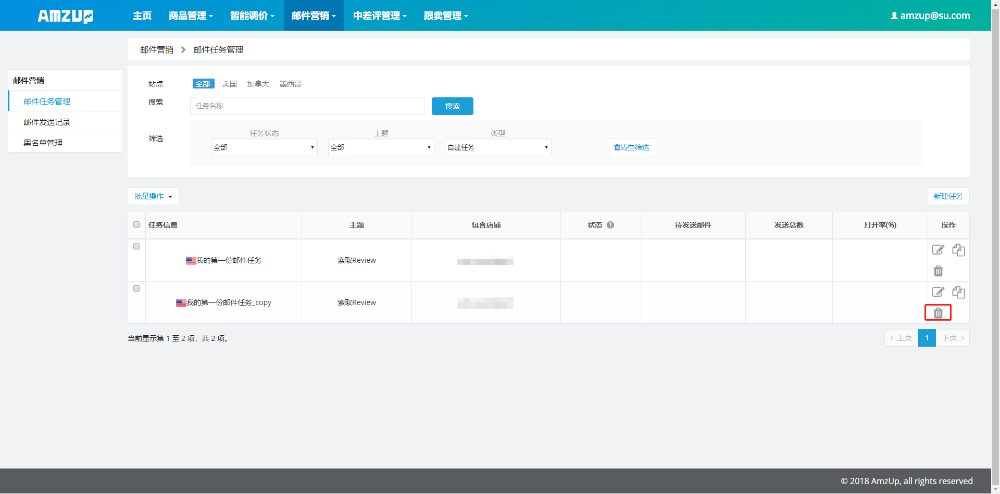 AMZUP 主页 商品管理 智能调价 邮件营销 中差评管理 跟卖管理 amzup@su.com
邮件营销 邮件任务管理
邮件营销
邮件任务管理
邮件发送记录
黑名单管理
站点 全部 美国 加拿大 墨西哥
搜索 任务名称 搜索
筛选
任务状态 主题 类型
全部 全部 自建任务 清空筛选
批量操作 新建任务
任务信息 主题 包含店铺 状态 待发送邮件 发送总数 打开率(%) 操作
我的第一份邮件任务 索取Review
我的第一份邮件任务_copy 索取Review
当前显示第 1 至 2 项，共 2 项。 上页 1 下页
© 2018 AmzUp, all rights reserved